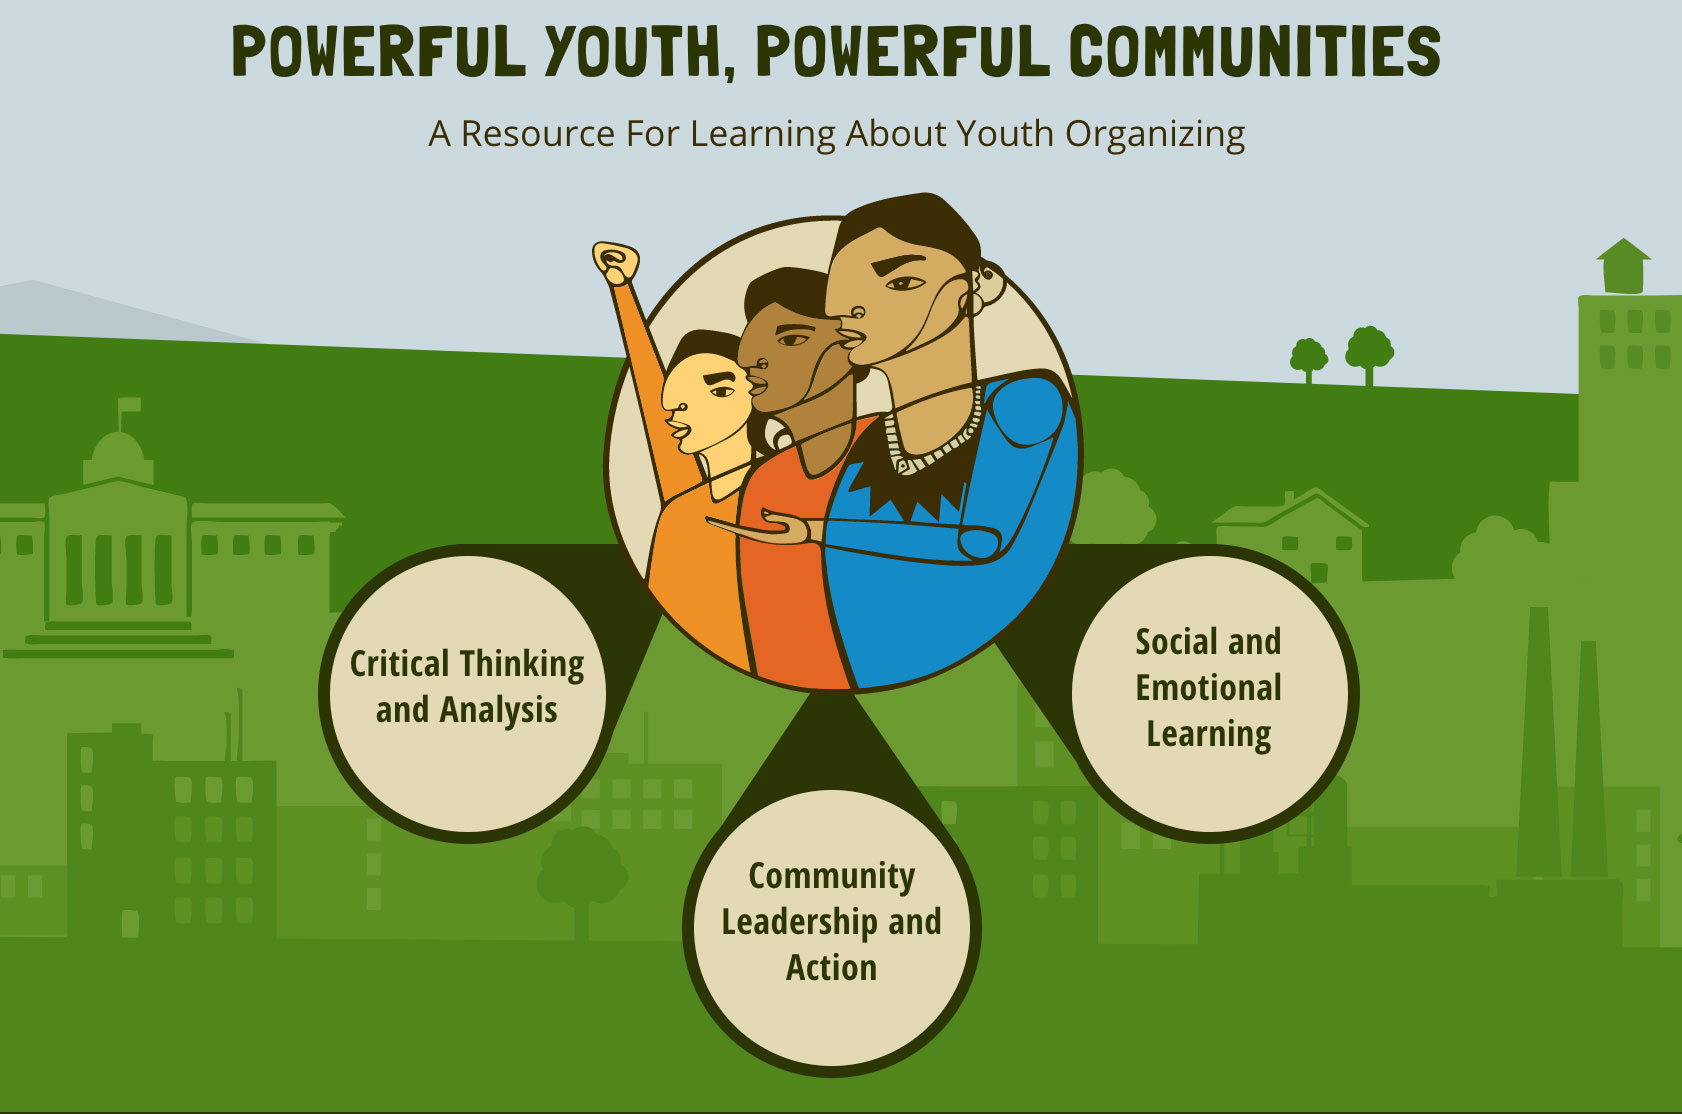 POWERFUL YOUTH, POWERFUL COMMUNITIES
A Resource For Learning About Youth Organizing
Critical Thinking
and Analysis
Social and
Emotional
Learning
Community
Leadership and
Action